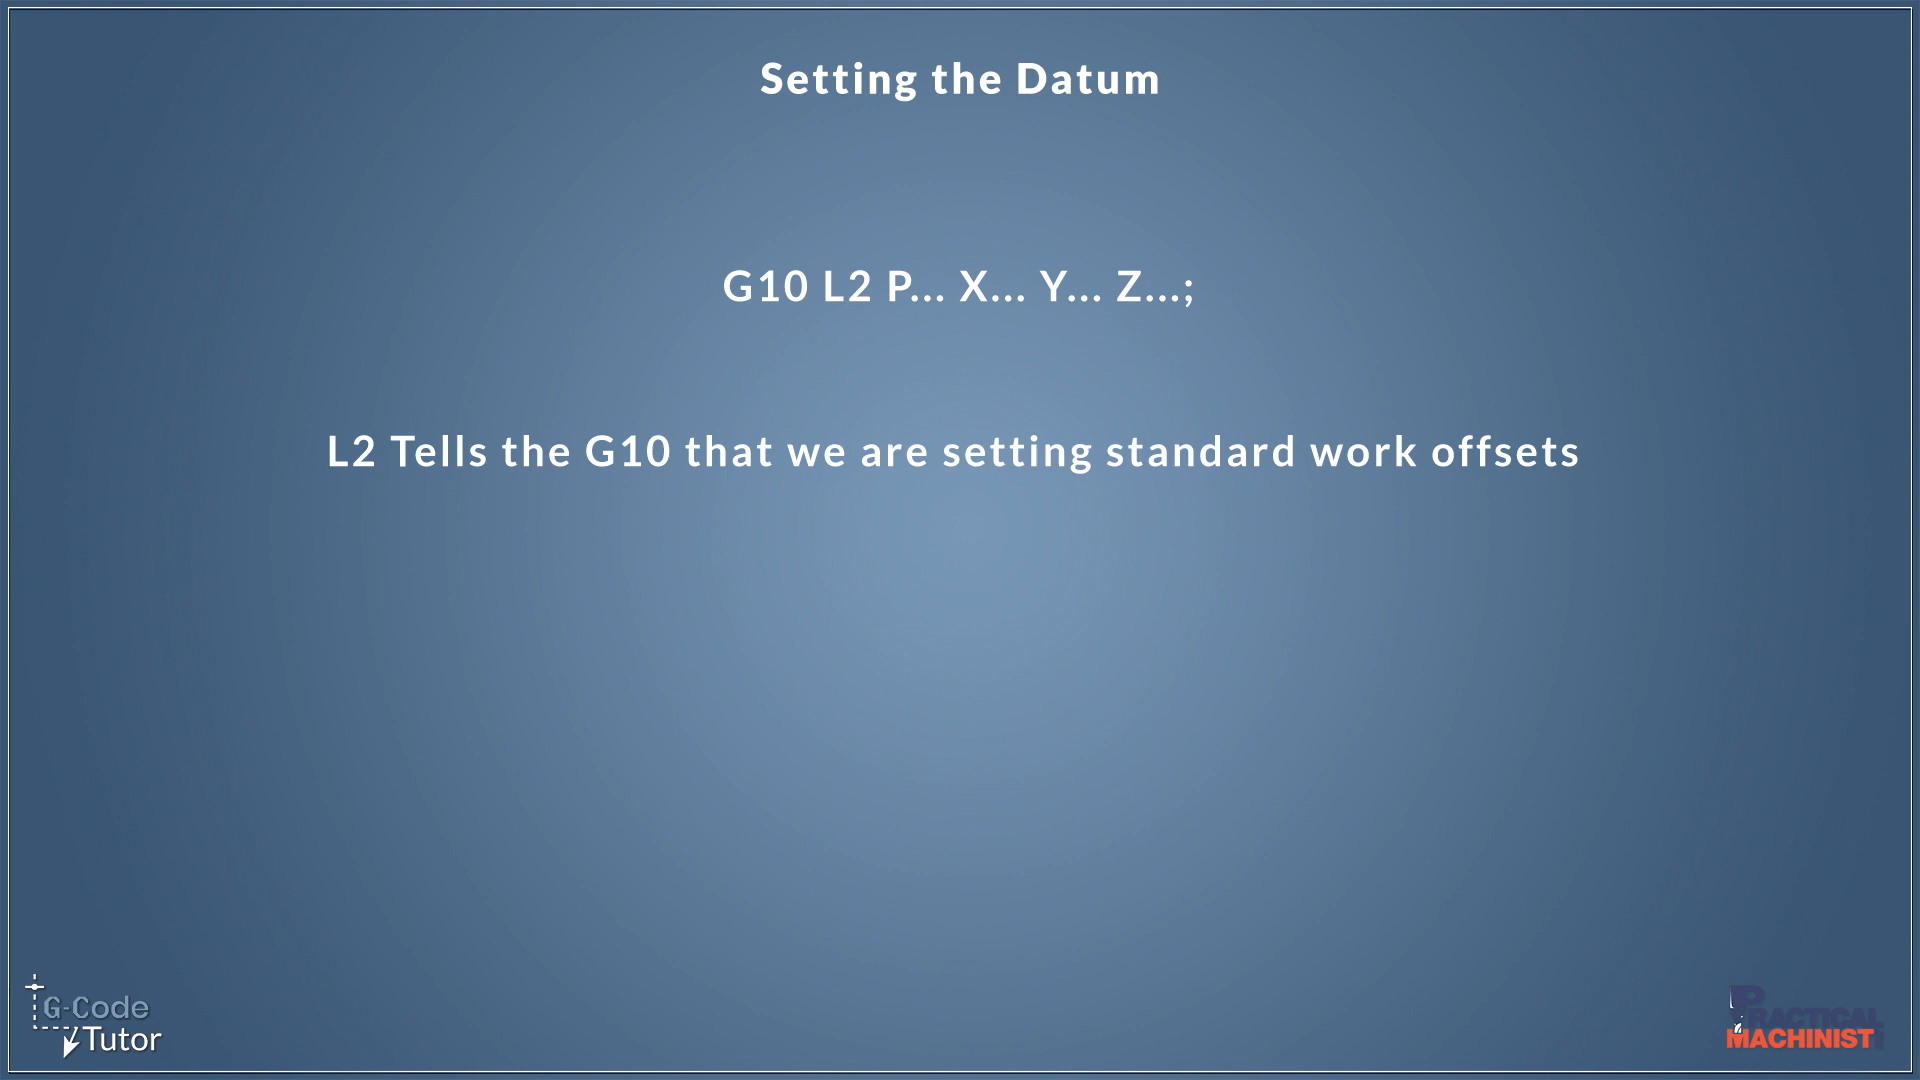 Setting the Datum
G10 L2 P... X... Y... Z...;
L2 Tells the G10 that we are setting standard work offsets
G-Code
Tutor
PRACTICAL
MACHINIST